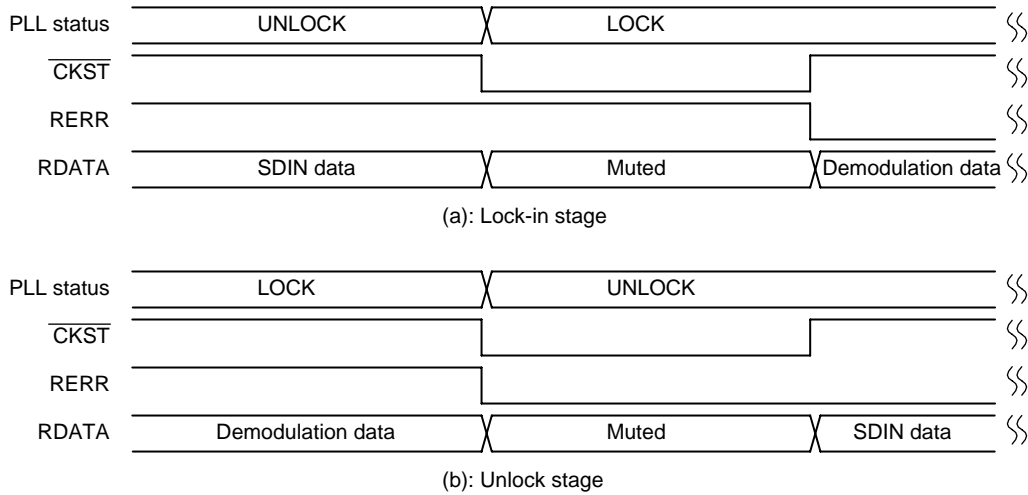 PLL status UNLOCK LOCK
CKST
RERR
RDATA SDIN data Muted Demodulation data
(a): Lock-in stage
PLL status LOCK UNLOCK
CKST
RERR
RDATA Demodulation data Muted SDIN data
(b): Unlock stage